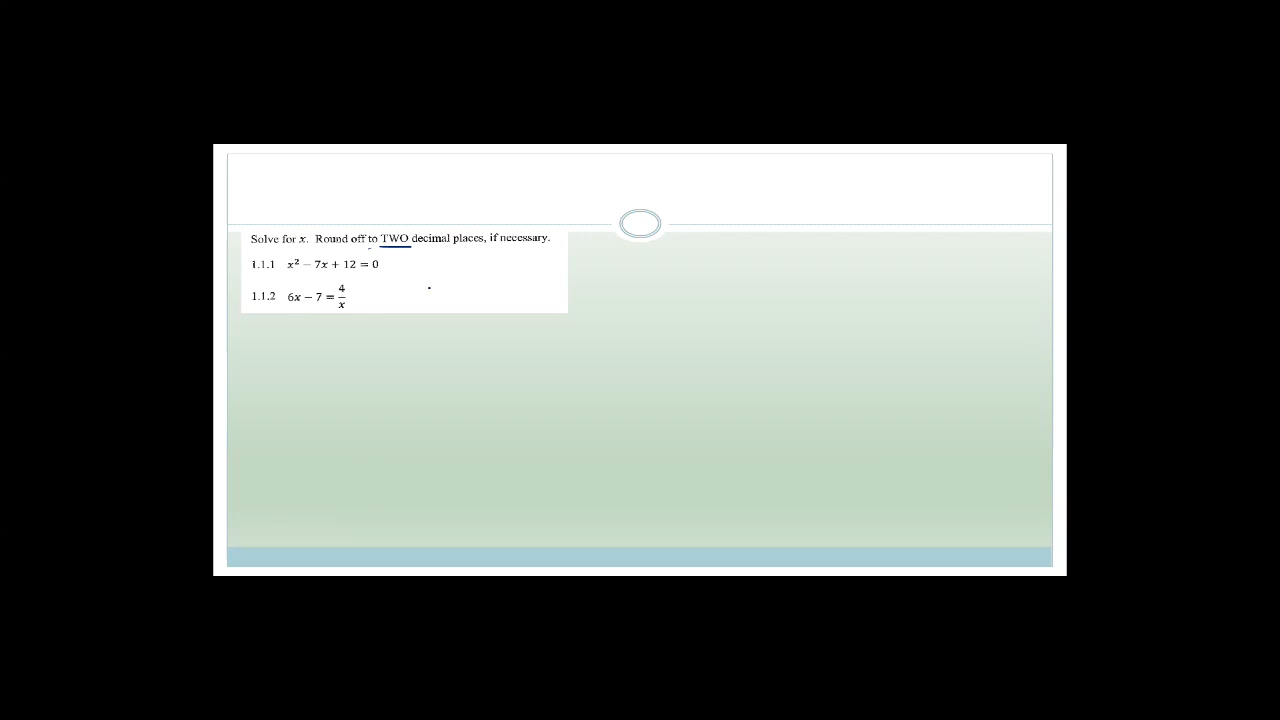 Solve for x. Round off to TWO decimal places, if necessary.
1.1.1 x² − 7x + 12 = 0
1.1.2 6x − 7 = 4/x